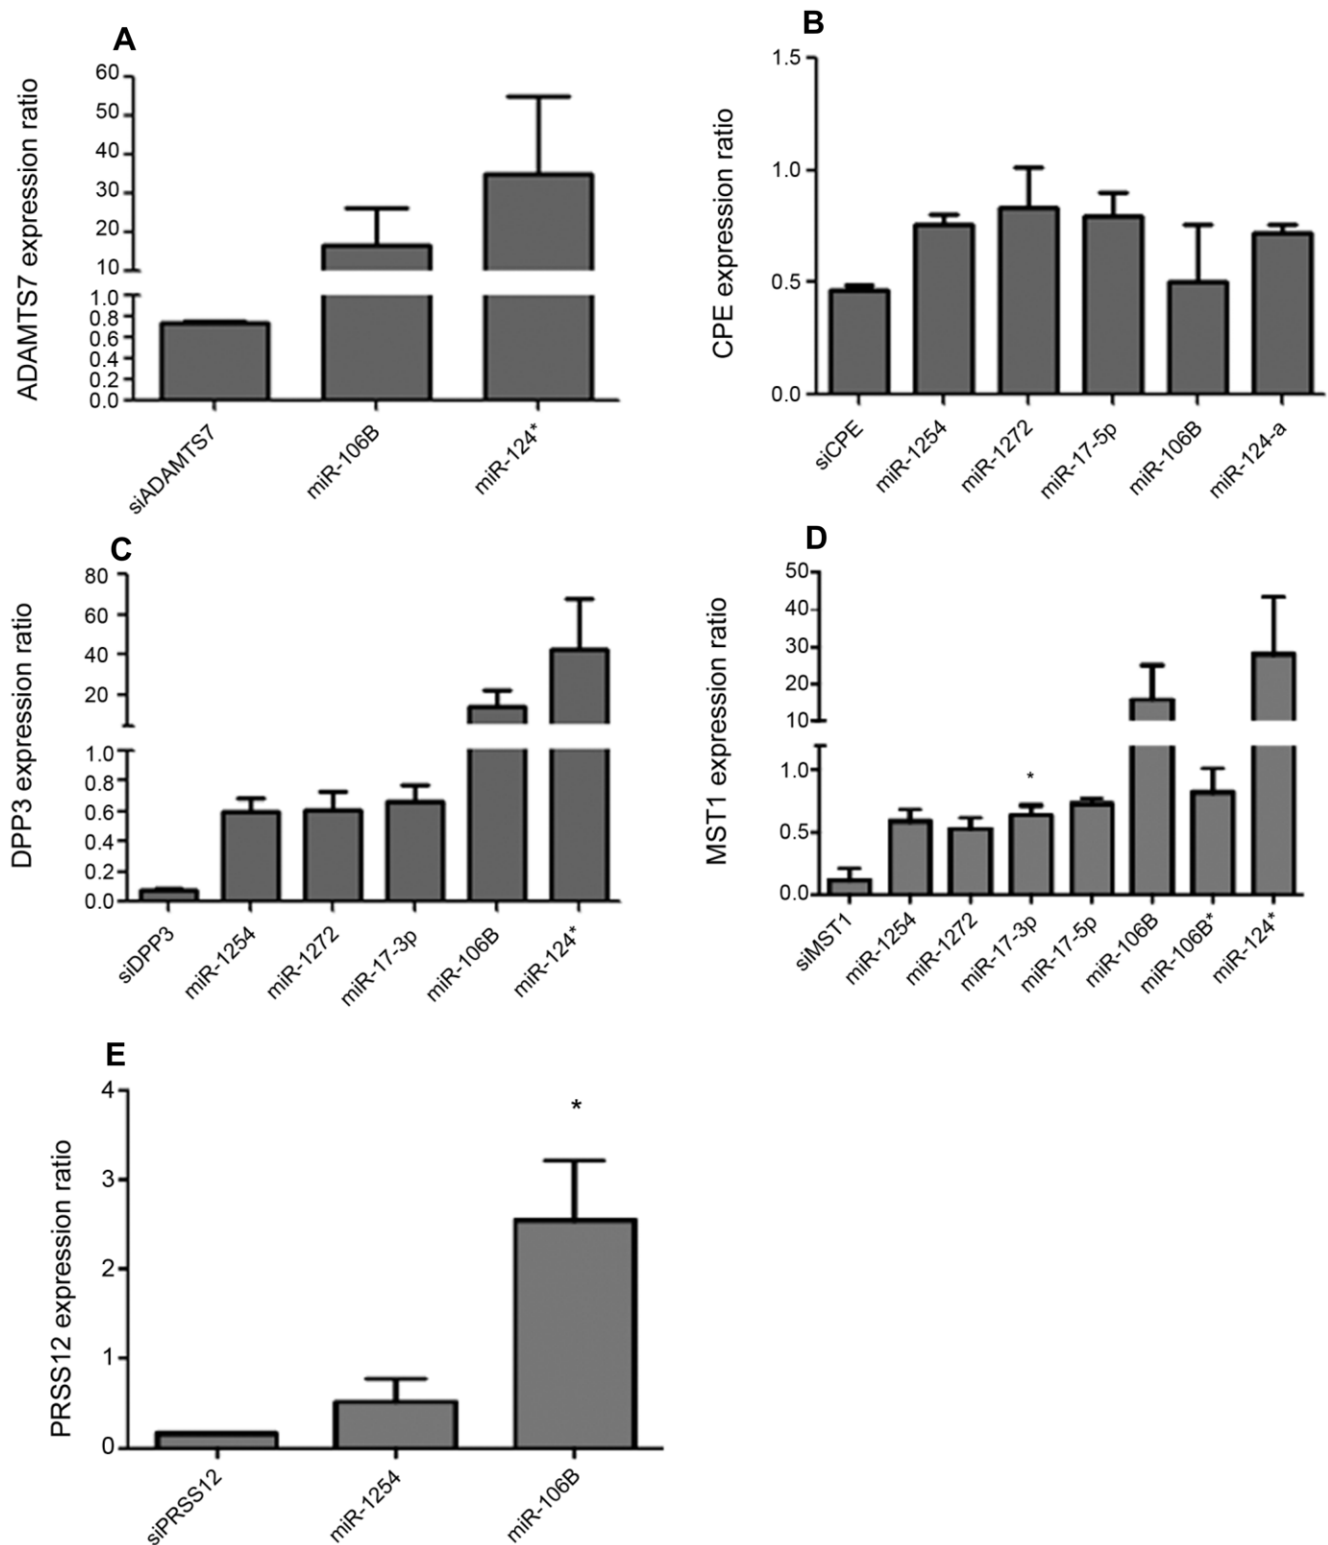 A
ADAMTS7 expression ratio
60
50
40
30
20
10
1.0
0.8
0.6
0.4
0.2
0.0
siADAMTS7
miR-106B
miR-124*
B
CPE expression ratio
1.5
1.0
0.5
0.0
siCPE
miR-1254
miR-1272
miR-17-5p
miR-106B
miR-124-a
C
DPP3 expression ratio
80
60
40
20
1.0
0.8
0.6
0.4
0.2
0.0
siDPP3
miR-1254
miR-1272
miR-17-3p
miR-106B
miR-124*
D
MST1 expression ratio
50
40
30
20
10
1.0
0.5
0.0
*
siMST1
miR-1254
miR-1272
miR-17-3p
miR-17-5p
miR-106B
miR-106B*
miR-124*
E
PRSS12 expression ratio
4
3
2
1
0
*
siPRSS12
miR-1254
miR-106B